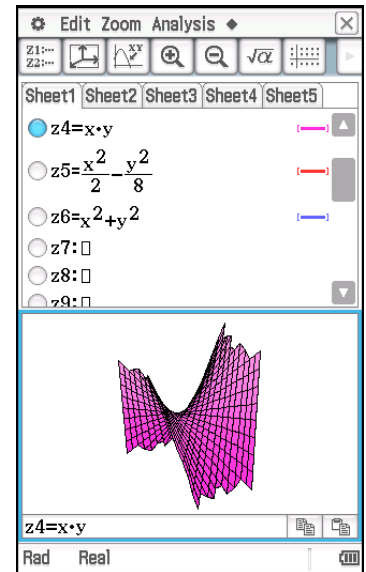 Edit Zoom Analysis ◆
Z1:… Z2:… XY √α
Sheet1 Sheet2 Sheet3 Sheet4 Sheet5
z4=x·y
z5=x²/2-y²/8
z6=x²+y²
z7:□
z8:□
z9:□
z4=x·y
Rad Real